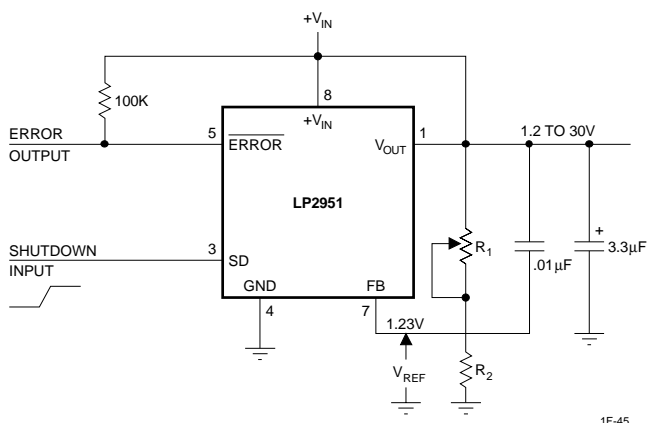 +VIN
100K
8
+VIN
ERROR
OUTPUT
5
ERROR
VOUT
1
1.2 TO 30V
LP2951
SHUTDOWN
INPUT
3
SD
R1
.01µF
+
3.3µF
GND
FB
4
7
1.23V
VREF
R2
1F-45